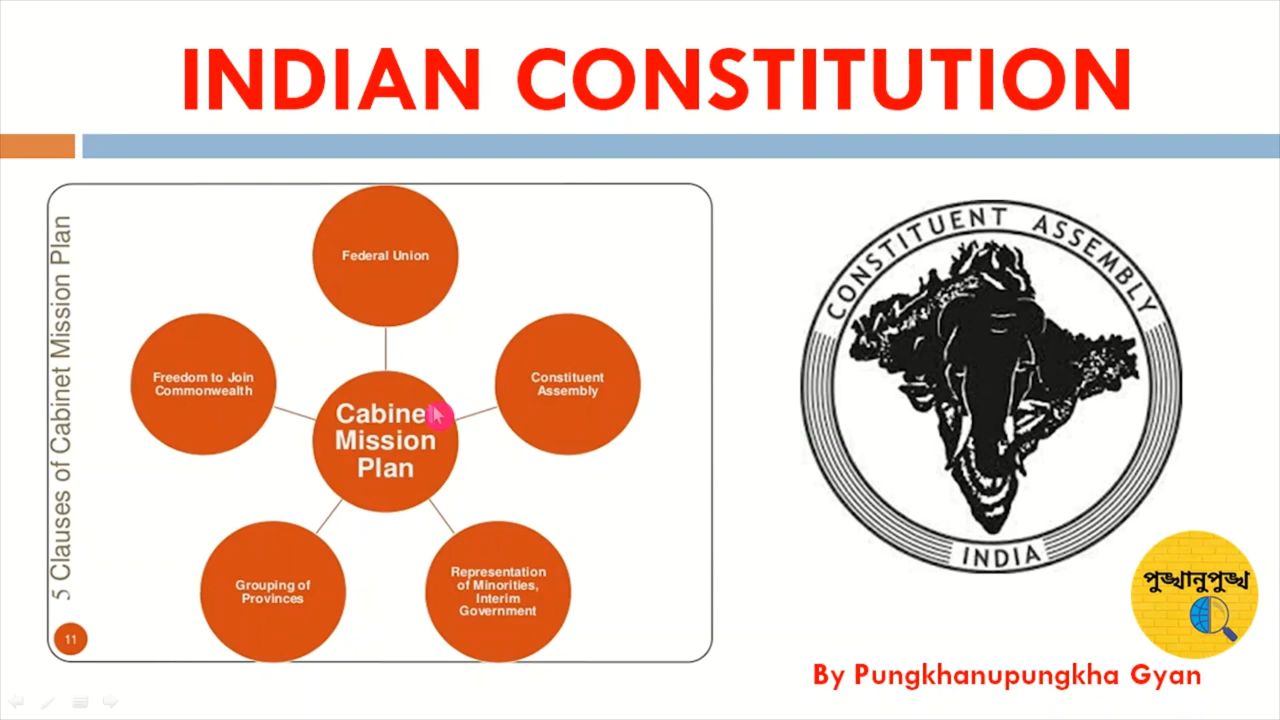 INDIAN CONSTITUTION
5 Clauses of Cabinet Mission Plan
Federal Union
Freedom to Join
Commonwealth
Constituent
Assembly
Cabine
Mission
Plan
Grouping of
Provinces
Representation
of Minorities,
Interim
Government
11
CONSTITUENT ASSEMBLY
INDIA
পুঙ্খানুপুঙ্খ
By Pungkhanupungkha Gyan